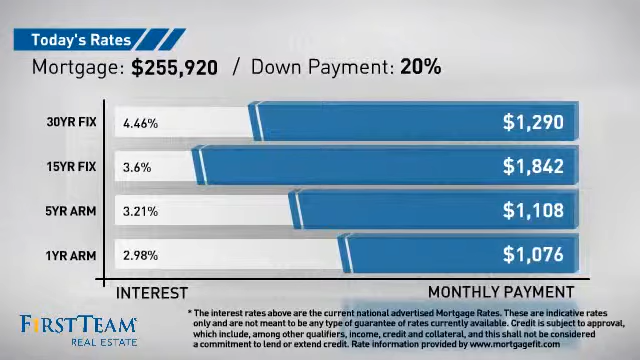 Today's Rates
Mortgage: $255,920 / Down Payment: 20%
30YR FIX 4.46% $1,290
15YR FIX 3.6% $1,842
5YR ARM 3.21% $1,108
1YR ARM 2.98% $1,076
INTEREST MONTHLY PAYMENT
* The interest rates above are the current national advertised Mortgage Rates. These are indicative rates
only and are not meant to be any type of guarantee of rates currently available. Credit is subject to approval,
which include, among other qualifiers, income, credit and collateral, and this shall not be considered
a commitment to lend or extend credit. Rate information provided by www.mortgagefit.com
FIRSTTEAM®
REAL ESTATE